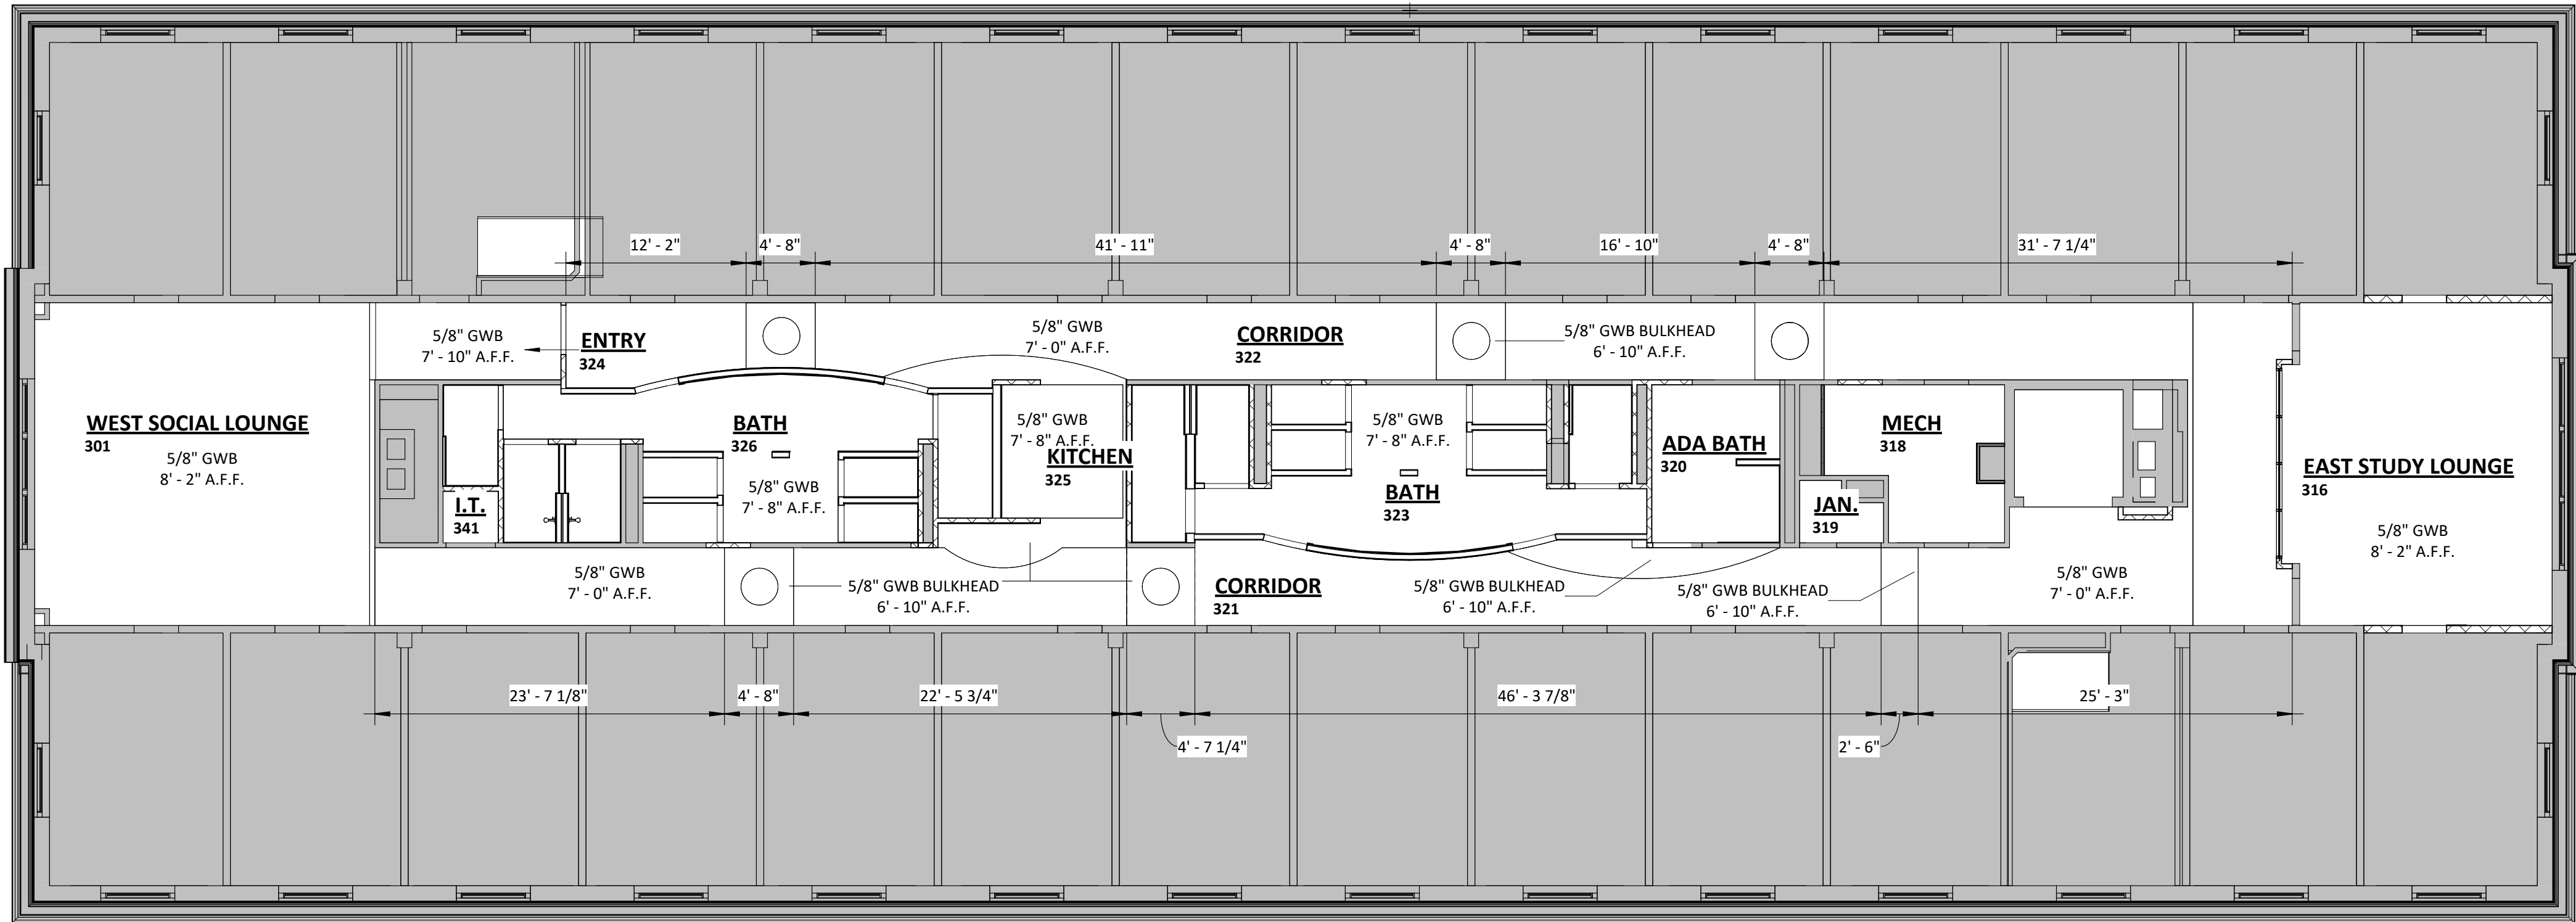 12' - 2"
4' - 8"
41' - 11"
4' - 8"
16' - 10"
4' - 8"
31' - 7 1/4"
5/8" GWB
7' - 10" A.F.F.
ENTRY
324
5/8" GWB
7' - 0" A.F.F.
CORRIDOR
322
5/8" GWB BULKHEAD
6' - 10" A.F.F.
WEST SOCIAL LOUNGE
301
5/8" GWB
8' - 2" A.F.F.
I.T.
341
BATH
326
5/8" GWB
7' - 8" A.F.F.
5/8" GWB
7' - 8" A.F.F.
KITCHEN
325
5/8" GWB
7' - 8" A.F.F.
BATH
323
ADA BATH
320
MECH
318
JAN.
319
EAST STUDY LOUNGE
316
5/8" GWB
8' - 2" A.F.F.
5/8" GWB
7' - 0" A.F.F.
5/8" GWB BULKHEAD
6' - 10" A.F.F.
CORRIDOR
321
5/8" GWB BULKHEAD
6' - 10" A.F.F.
5/8" GWB BULKHEAD
6' - 10" A.F.F.
5/8" GWB
7' - 0" A.F.F.
23' - 7 1/8"
4' - 8"
22' - 5 3/4"
4' - 7 1/4"
46' - 3 7/8"
2' - 6"
25' - 3"